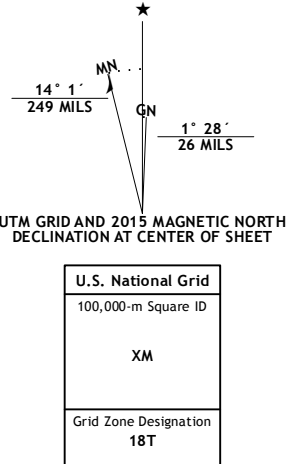 ★
MN
GN
14° 1´
249 MILS
1° 28´
26 MILS
UTM GRID AND 2015 MAGNETIC NORTH
DECLINATION AT CENTER OF SHEET
U.S. National Grid
100,000-m Square ID
XM
Grid Zone Designation
18T